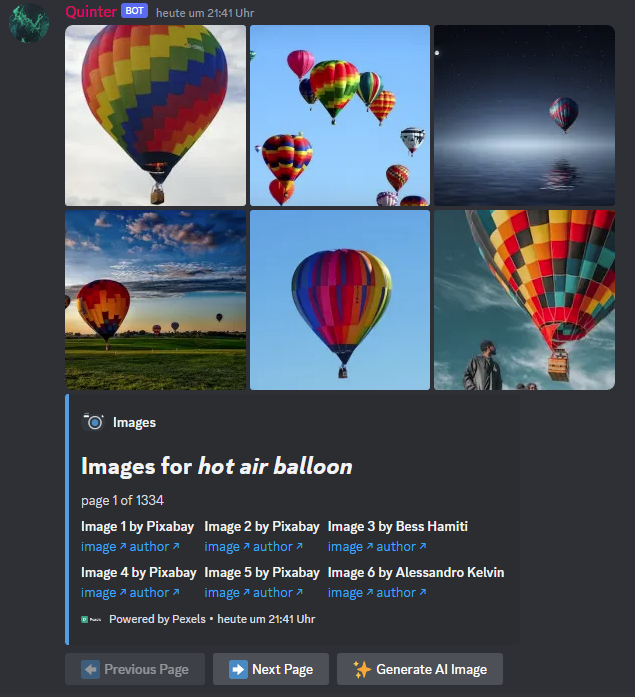 Quinter BOT heute um 21:41 Uhr
Images
Images for hot air balloon
page 1 of 1334
Image 1 by Pixabay Image 2 by Pixabay Image 3 by Bess Hamiti
image ↗ author ↗ image ↗ author ↗ image ↗ author ↗
Image 4 by Pixabay Image 5 by Pixabay Image 6 by Alessandro Kelvin
image ↗ author ↗ image ↗ author ↗ image ↗ author ↗
Powered by Pexels • heute um 21:41 Uhr
Previous Page Next Page Generate AI Image